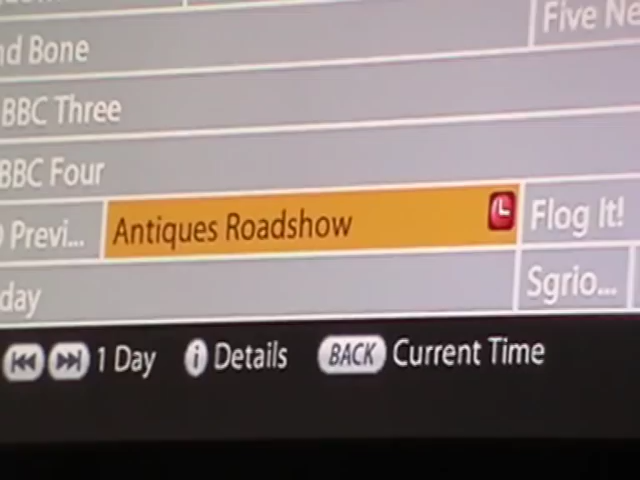 Five Ne
nd Bone
BBC Three
BBC Four
Previ... Antiques Roadshow Flog It!
day Sgrio...
1 Day i Details BACK Current Time